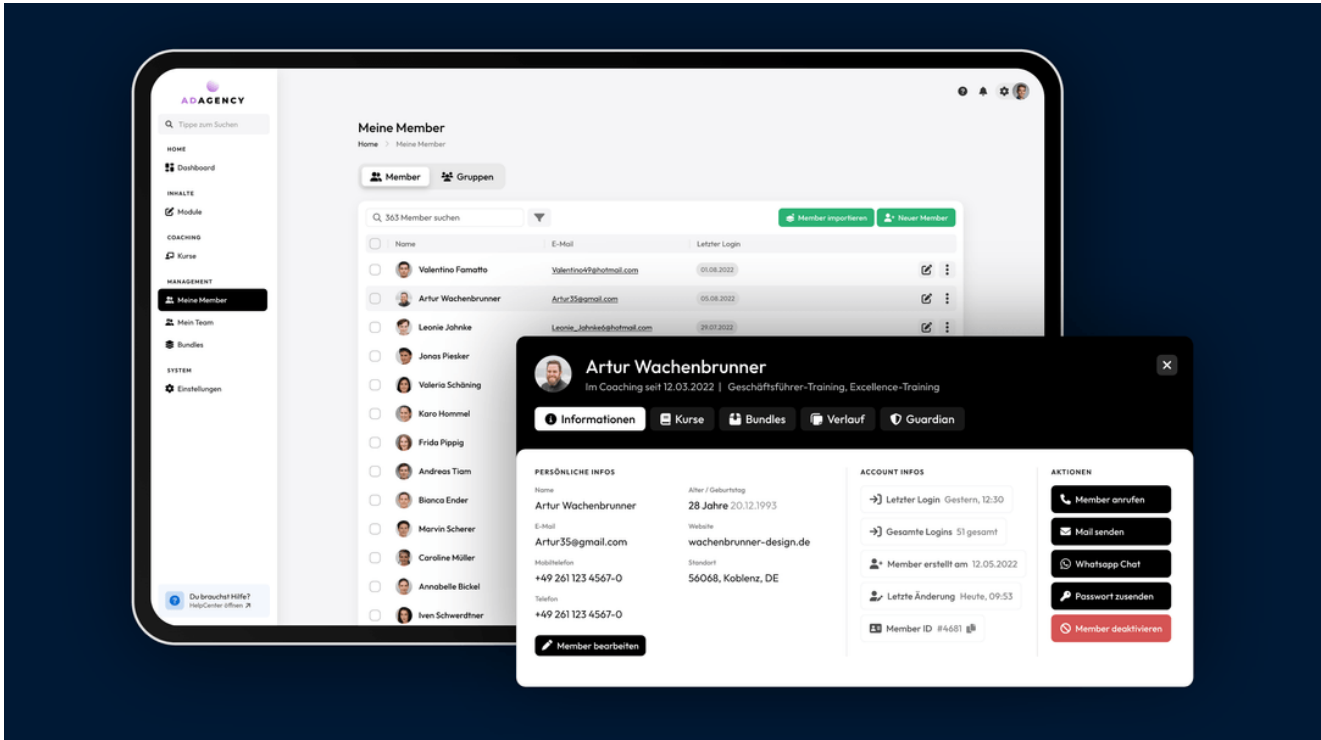 ADAGENCY
Tippe zum Suchen
HOME
Dashboard
INHALTE
Module
COACHING
Kurse
MANAGEMENT
Meine Member
Mein Team
Bundles
SYSTEM
Einstellungen
Du brauchst Hilfe?
HelpCenter öffnen
Meine Member
Home > Meine Member
Member Gruppen
363 Member suchen Member importieren Neuer Member
Name E-Mail Letzter Login
Valentino Famatto Valentino49@hotmail.com 01.08.2022
Artur Wachenbrunner Artur35@gmail.com 05.08.2022
Leonie Jahnke Leonie_Jahnke6@hotmail.com 29.07.2022
Jonas Piesker
Valeria Schäning
Karo Hommel
Frida Pippig
Andreas Tiam
Bianca Ender
Marvin Scherer
Caroline Müller
Annabelle Bickel
Iven Schwerdtner
Artur Wachenbrunner
Im Coaching seit 12.03.2022 | Geschäftsführer-Training, Excellence-Training
Informationen Kurse Bundles Verlauf Guardian
PERSÖNLICHE INFOS
Name
Artur Wachenbrunner
Alter / Geburtstag
28 Jahre 20.12.1993
E-Mail
Artur35@gmail.com
Website
wachenbrunner-design.de
Mobiltelefon
+49 261 123 4567-0
Standort
56068, Koblenz, DE
Telefon
+49 261 123 4567-0
Member bearbeiten
ACCOUNT INFOS
Letzter Login Gestern, 12:30
Gesamte Logins 51 gesamt
Member erstellt am 12.05.2022
Letzte Änderung Heute, 09:53
Member ID #4681
AKTIONEN
Member anrufen
Mail senden
Whatsapp Chat
Passwort zusenden
Member deaktivieren